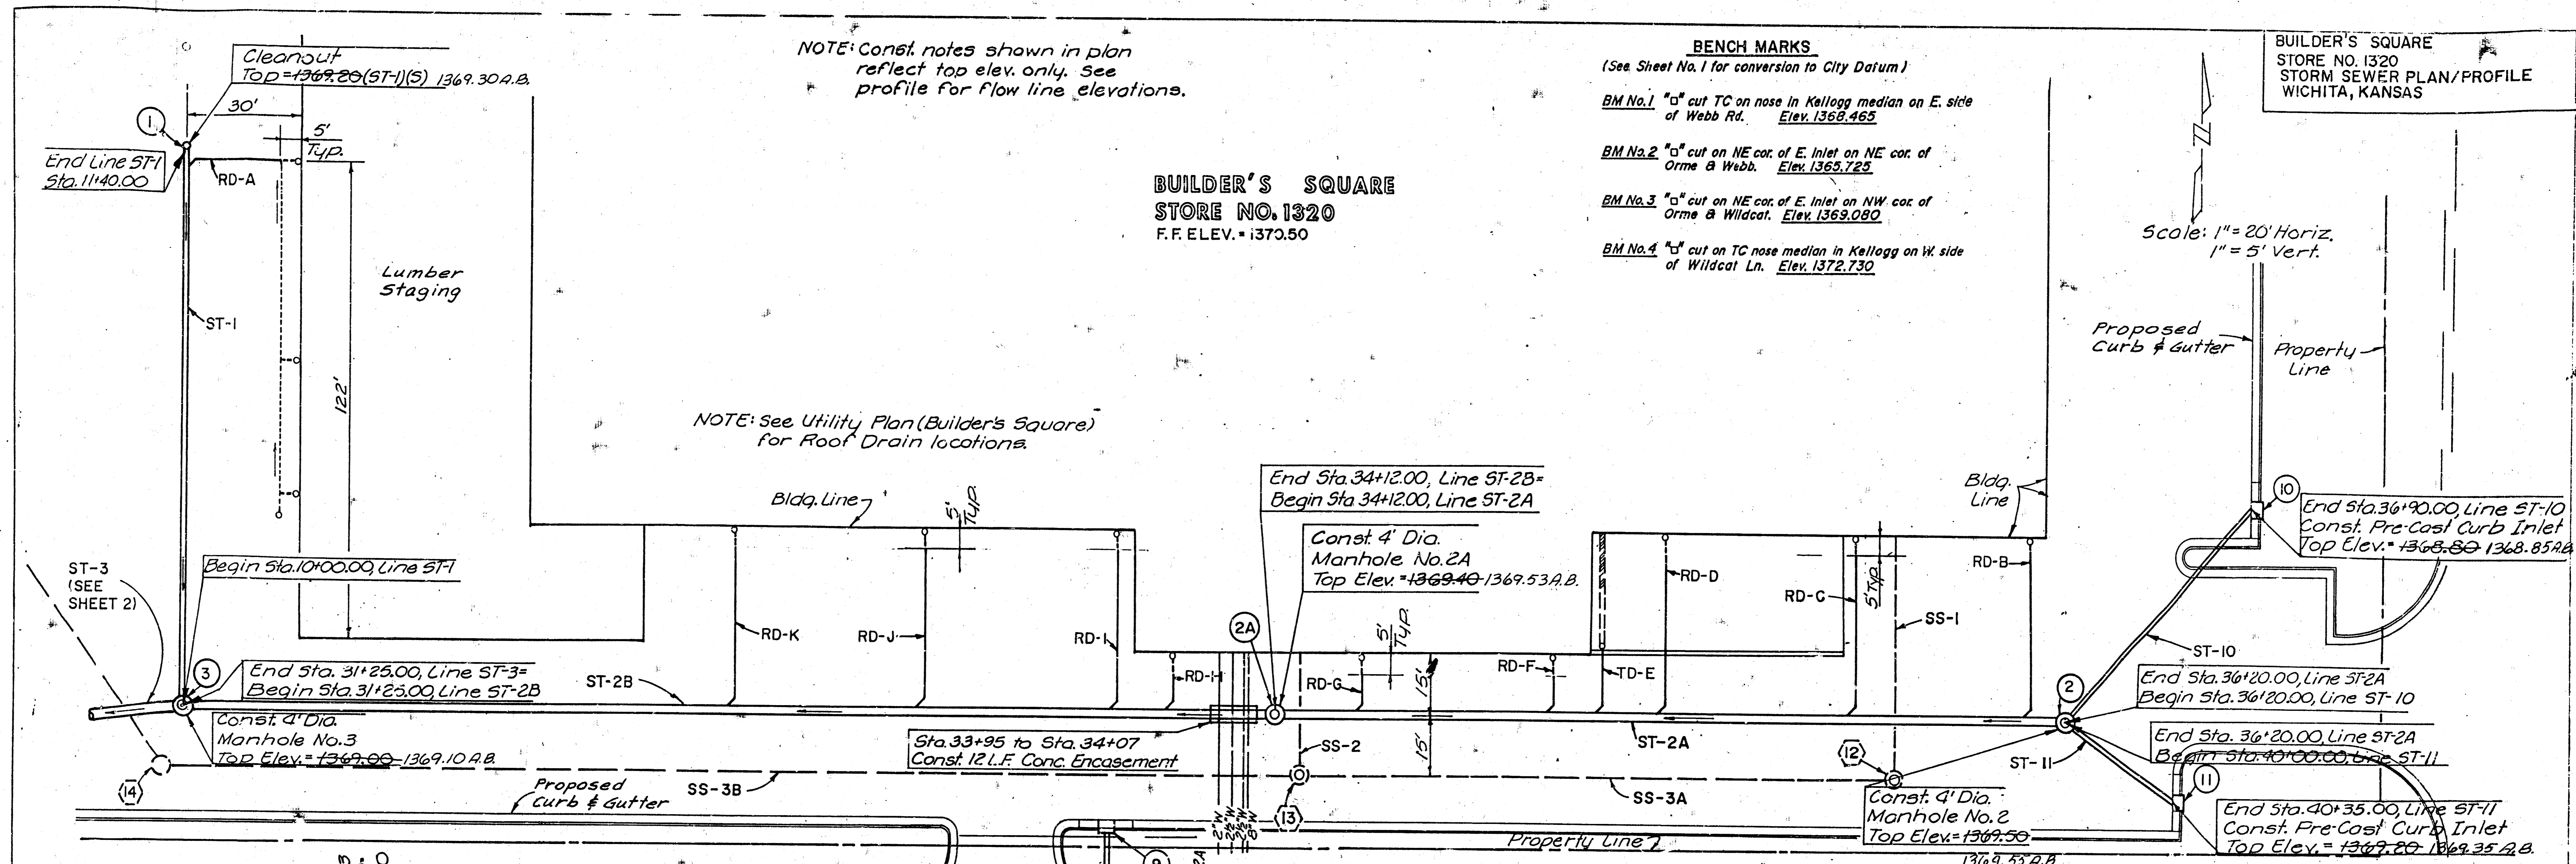 Cleanout
Top = 1369.20 (ST-1)(S) 1369.30 A.B.
30'
5'
Typ.
1
End Line ST-1
Sta. 11+40.00
RD-A
ST-1
122'
Lumber
Staging
NOTE: Const. notes shown in plan
reflect top elev. only. See
profile for flow line elevations.
BUILDER'S SQUARE
STORE NO. 1320
F.F. ELEV. = 1370.50
BENCH MARKS
(See Sheet No. 1 for conversion to City Datum)
BM No. 1 "□" cut TC on nose in Kellogg median on E. side
of Webb Rd. Elev. 1368.465
BM No. 2 "□" cut on NE cor. of E. Inlet on NE cor. of
Orme & Webb. Elev. 1365.725
BM No. 3 "□" cut on NE cor. of E. Inlet on NW cor. of
Orme & Wildcat. Elev. 1369.080
BM No. 4 "□" cut on TC nose median in Kellogg on W. side
of Wildcat Ln. Elev. 1372.730
BUILDER'S SQUARE
STORE NO. 1320
STORM SEWER PLAN/PROFILE
WICHITA, KANSAS
N
Scale: 1" = 20' Horiz.
1" = 5' Vert.
Proposed
Curb & Gutter
Property
Line
NOTE: See Utility Plan (Builder's Square)
for Roof Drain locations.
Bldg. Line
5'
Typ.
End Sta. 34+12.00, Line ST-2B=
Begin Sta. 34+12.00, Line ST-2A
Const. 4' Dia.
Manhole No. 2A
Top Elev. = 1369.40 1369.53 A.B.
Bldg.
Line
10
End Sta. 36+90.00, Line ST-10
Const. Pre-Cast Curb Inlet
Top Elev. = 1368.80 1368.85 A.B.
ST-3
(SEE
SHEET 2)
Begin Sta. 10+00.00, Line ST-1
RD-K
RD-J
RD-I
RD-H
2A
RD-G
5'
Typ.
15'
RD-F
TD-E
RD-D
RD-C
5' Typ.
SS-1
RD-B
ST-10
3
End Sta. 31+25.00, Line ST-3=
Begin Sta. 31+25.00, Line ST-2B
ST-2B
Const. 4' Dia.
Manhole No. 3
Top Elev. = 1369.00 1369.10 A.B.
Sta. 33+95 to Sta. 34+07
Const. 12 L.F. Conc. Encasement
SS-2
15'
ST-2A
2
End Sta. 36+20.00, Line ST-2A
Begin Sta. 36+20.00, Line ST-10
End Sta. 36+20.00, Line ST-2A
Begin Sta. 40+00.00, Line ST-11
ST-11
12
14
Proposed
Curb & Gutter
SS-3B
2"W
2½"W
2½"W
8"W
13
SS-3A
Const. 4' Dia.
Manhole No. 2
Top Elev. = 1369.50
1369.55 A.B.
11
End Sta. 40+35.00, Line ST-11
Const. Pre-Cast Curb Inlet
Top Elev. = 1369.20 1369.35 A.B.
Property Line